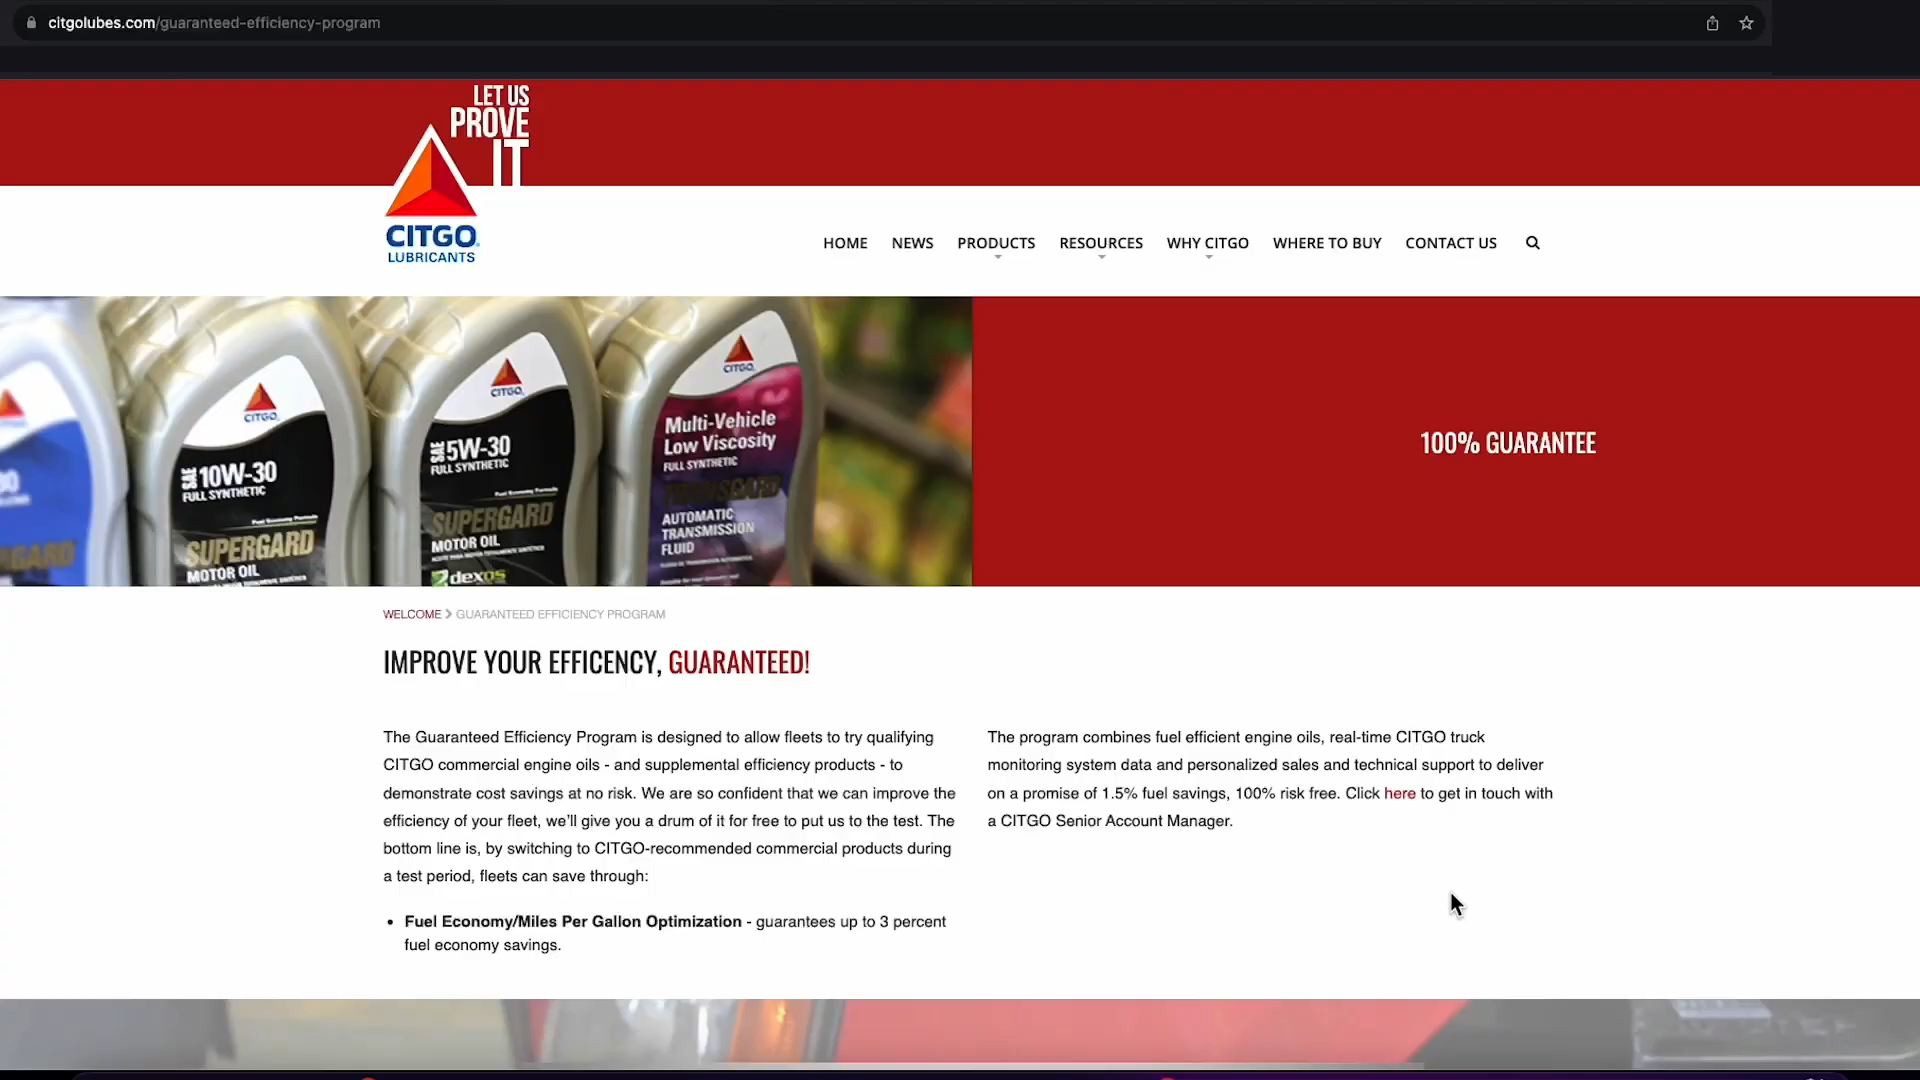 citgolubes.com/guaranteed-efficiency-program
LET US
PROVE
IT
CITGO
LUBRICANTS
HOME NEWS PRODUCTS RESOURCES WHY CITGO WHERE TO BUY CONTACT US
CITGO
SAE 10W-30
FULL SYNTHETIC
Fuel Economy Formula
SUPERGARD
MOTOR OIL
CITGO
SAE 5W-30
FULL SYNTHETIC
Fuel Economy Formula
SUPERGARD
MOTOR OIL
dexos
CITGO
Multi-Vehicle
Low Viscosity
FULL SYNTHETIC
TRANSGARD
AUTOMATIC
TRANSMISSION
FLUID
100% GUARANTEE
WELCOME > GUARANTEED EFFICIENCY PROGRAM
IMPROVE YOUR EFFICENCY, GUARANTEED!
The Guaranteed Efficiency Program is designed to allow fleets to try qualifying
CITGO commercial engine oils - and supplemental efficiency products - to
demonstrate cost savings at no risk. We are so confident that we can improve the
efficiency of your fleet, we'll give you a drum of it for free to put us to the test. The
bottom line is, by switching to CITGO-recommended commercial products during
a test period, fleets can save through:
• Fuel Economy/Miles Per Gallon Optimization - guarantees up to 3 percent
fuel economy savings.
The program combines fuel efficient engine oils, real-time CITGO truck
monitoring system data and personalized sales and technical support to deliver
on a promise of 1.5% fuel savings, 100% risk free. Click here to get in touch with
a CITGO Senior Account Manager.